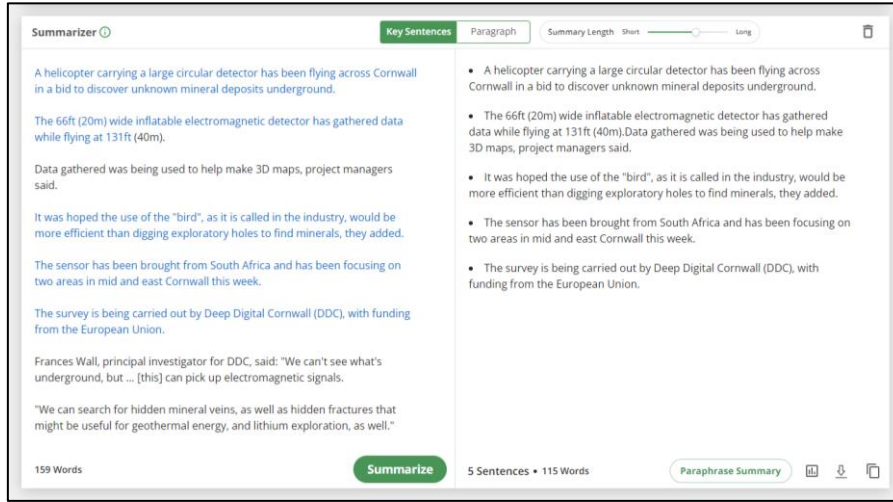 Summarizer
Key Sentences
Paragraph
Summary Length Short Long
A helicopter carrying a large circular detector has been flying across Cornwall
in a bid to discover unknown mineral deposits underground.
The 66ft (20m) wide inflatable electromagnetic detector has gathered data
while flying at 131ft (40m).
Data gathered was being used to help make 3D maps, project managers
said.
It was hoped the use of the "bird", as it is called in the industry, would be
more efficient than digging exploratory holes to find minerals, they added.
The sensor has been brought from South Africa and has been focusing on
two areas in mid and east Cornwall this week.
The survey is being carried out by Deep Digital Cornwall (DDC), with funding
from the European Union.
Frances Wall, principal investigator for DDC, said: "We can't see what's
underground, but ... [this] can pick up electromagnetic signals.
"We can search for hidden mineral veins, as well as hidden fractures that
might be useful for geothermal energy, and lithium exploration, as well."
159 Words
Summarize
• A helicopter carrying a large circular detector has been flying across
Cornwall in a bid to discover unknown mineral deposits underground.
• The 66ft (20m) wide inflatable electromagnetic detector has gathered
data while flying at 131ft (40m).Data gathered was being used to help make
3D maps, project managers said.
• It was hoped the use of the "bird", as it is called in the industry, would be
more efficient than digging exploratory holes to find minerals, they added.
• The sensor has been brought from South Africa and has been focusing on
two areas in mid and east Cornwall this week.
• The survey is being carried out by Deep Digital Cornwall (DDC), with
funding from the European Union.
5 Sentences • 115 Words
Paraphrase Summary